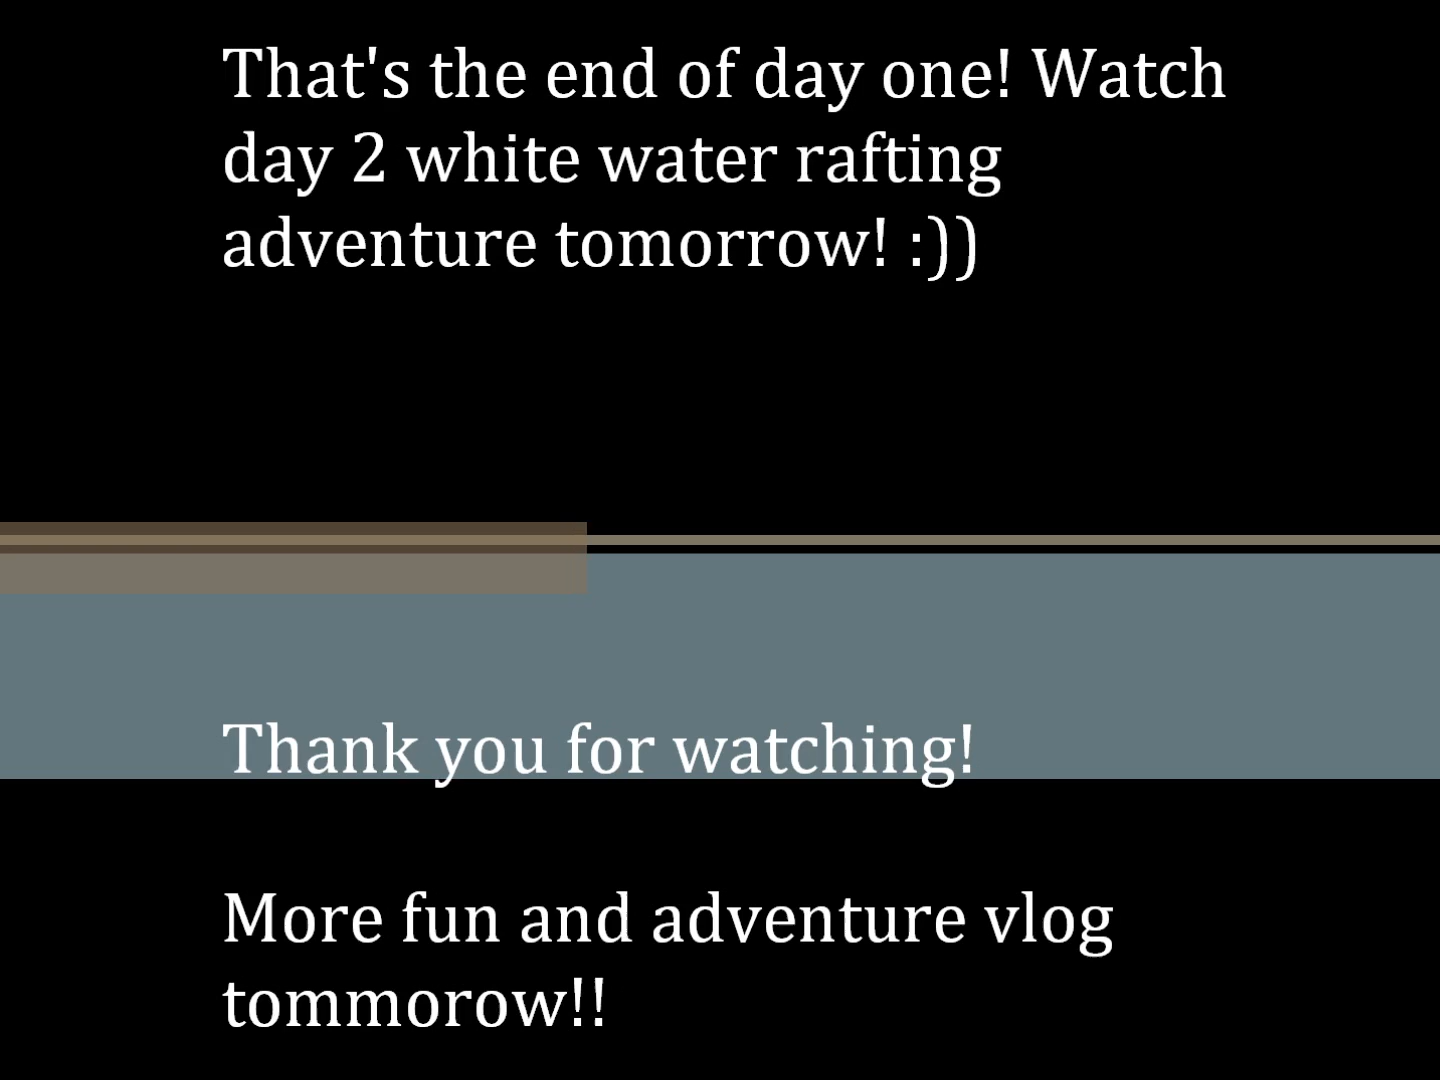 That's the end of day one! Watch
day 2 white water rafting
adventure tomorrow! :))
Thank you for watching!
More fun and adventure vlog
tommorow!!